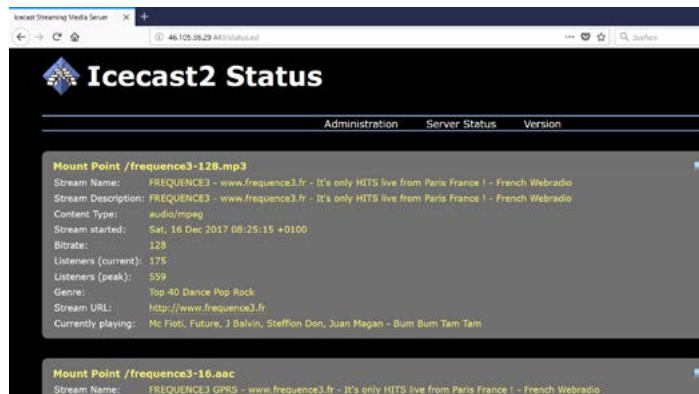 Icecast Streaming Media Server
46.105.38.29:443/status.xsl
Suchen
Icecast2 Status
Administration Server Status Version
Mount Point /frequence3-128.mp3
Stream Name: FREQUENCE3 - www.frequence3.fr - It's only HITS live from Paris France ! - French Webradio
Stream Description: FREQUENCE3 - www.frequence3.fr - It's only HITS live from Paris France ! - French Webradio
Content Type: audio/mpeg
Stream started: Sat, 16 Dec 2017 08:25:15 +0100
Bitrate: 128
Listeners (current): 175
Listeners (peak): 559
Genre: Top 40 Dance Pop Rock
Stream URL: http://www.frequence3.fr
Currently playing: Mc Fioti, Future, J Balvin, Stefflon Don, Juan Magan - Bum Bum Tam Tam
Mount Point /frequence3-16.aac
Stream Name: FREQUENCE3 GPRS - www.frequence3.fr - It's only HITS live from Paris France ! - French Webradio